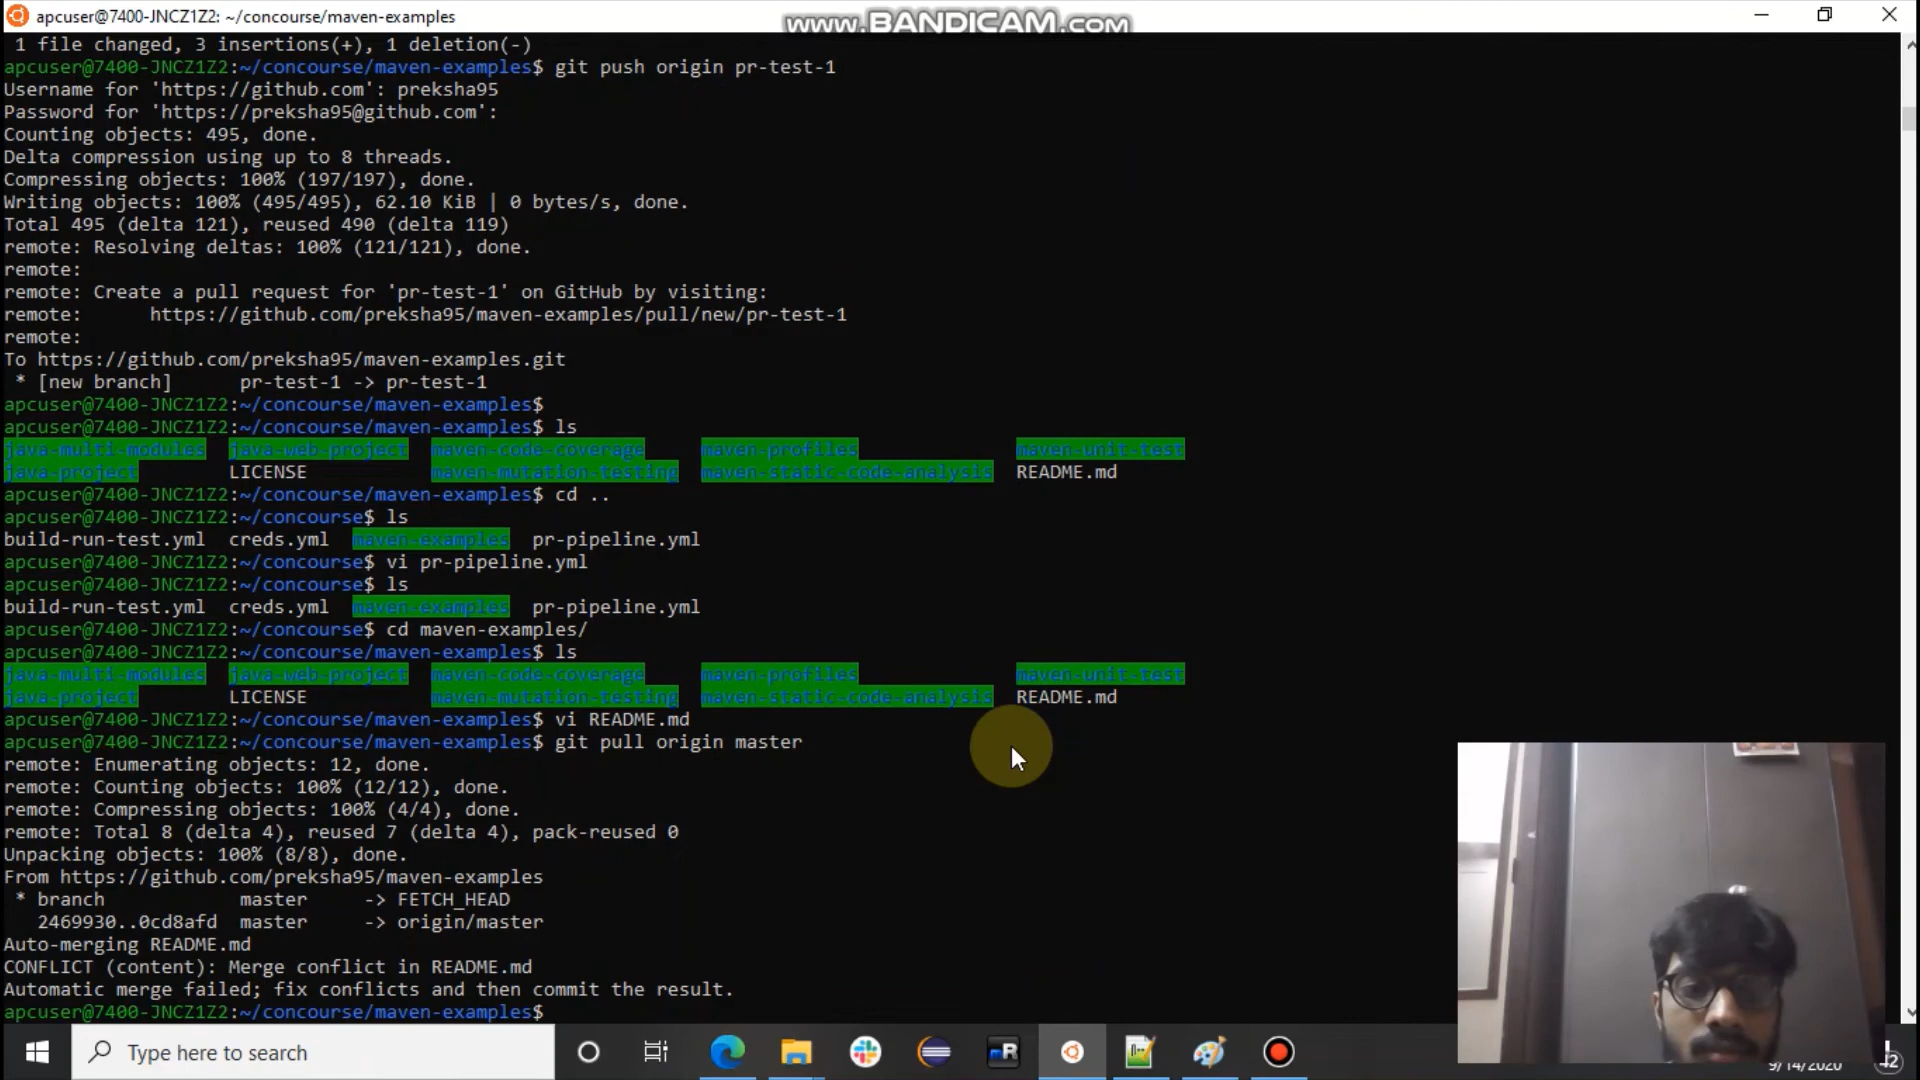 apcuser@7400-JNCZ1Z2: ~/concourse/maven-examples
www.BANDICAM.com
1 file changed, 3 insertions(+), 1 deletion(-)
apcuser@7400-JNCZ1Z2:~/concourse/maven-examples$ git push origin pr-test-1
Username for 'https://github.com': preksha95
Password for 'https://preksha95@github.com':
Counting objects: 495, done.
Delta compression using up to 8 threads.
Compressing objects: 100% (197/197), done.
Writing objects: 100% (495/495), 62.10 KiB | 0 bytes/s, done.
Total 495 (delta 121), reused 490 (delta 119)
remote: Resolving deltas: 100% (121/121), done.
remote:
remote: Create a pull request for 'pr-test-1' on GitHub by visiting:
remote:      https://github.com/preksha95/maven-examples/pull/new/pr-test-1
remote:
To https://github.com/preksha95/maven-examples.git
* [new branch]      pr-test-1 -> pr-test-1
apcuser@7400-JNCZ1Z2:~/concourse/maven-examples$
apcuser@7400-JNCZ1Z2:~/concourse/maven-examples$ ls
java-multi-modules  java-web-project  maven-code-coverage  maven-profiles  maven-unit-test
java-project  LICENSE  maven-mutation-testing  maven-static-code-analysis  README.md
apcuser@7400-JNCZ1Z2:~/concourse/maven-examples$ cd ..
apcuser@7400-JNCZ1Z2:~/concourse$ ls
build-run-test.yml  creds.yml  maven-examples  pr-pipeline.yml
apcuser@7400-JNCZ1Z2:~/concourse$ vi pr-pipeline.yml
apcuser@7400-JNCZ1Z2:~/concourse$ ls
build-run-test.yml  creds.yml  maven-examples  pr-pipeline.yml
apcuser@7400-JNCZ1Z2:~/concourse$ cd maven-examples/
apcuser@7400-JNCZ1Z2:~/concourse/maven-examples$ ls
java-multi-modules  java-web-project  maven-code-coverage  maven-profiles  maven-unit-test
java-project  LICENSE  maven-mutation-testing  maven-static-code-analysis  README.md
apcuser@7400-JNCZ1Z2:~/concourse/maven-examples$ vi README.md
apcuser@7400-JNCZ1Z2:~/concourse/maven-examples$ git pull origin master
remote: Enumerating objects: 12, done.
remote: Counting objects: 100% (12/12), done.
remote: Compressing objects: 100% (4/4), done.
remote: Total 8 (delta 4), reused 7 (delta 4), pack-reused 0
Unpacking objects: 100% (8/8), done.
From https://github.com/preksha95/maven-examples
* branch            master     -> FETCH_HEAD
2469930..0cd8afd  master     -> origin/master
Auto-merging README.md
CONFLICT (content): Merge conflict in README.md
Automatic merge failed; fix conflicts and then commit the result.
apcuser@7400-JNCZ1Z2:~/concourse/maven-examples$
Type here to search
9/14/2020